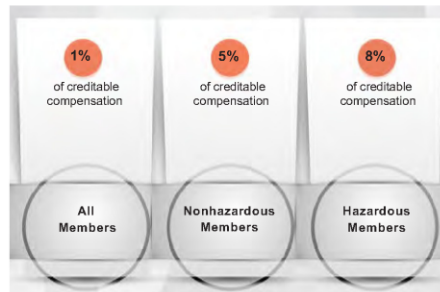 1%
of creditable
compensation
All
Members
5%
of creditable
compensation
Nonhazardous
Members
8%
of creditable
compensation
Hazardous
Members